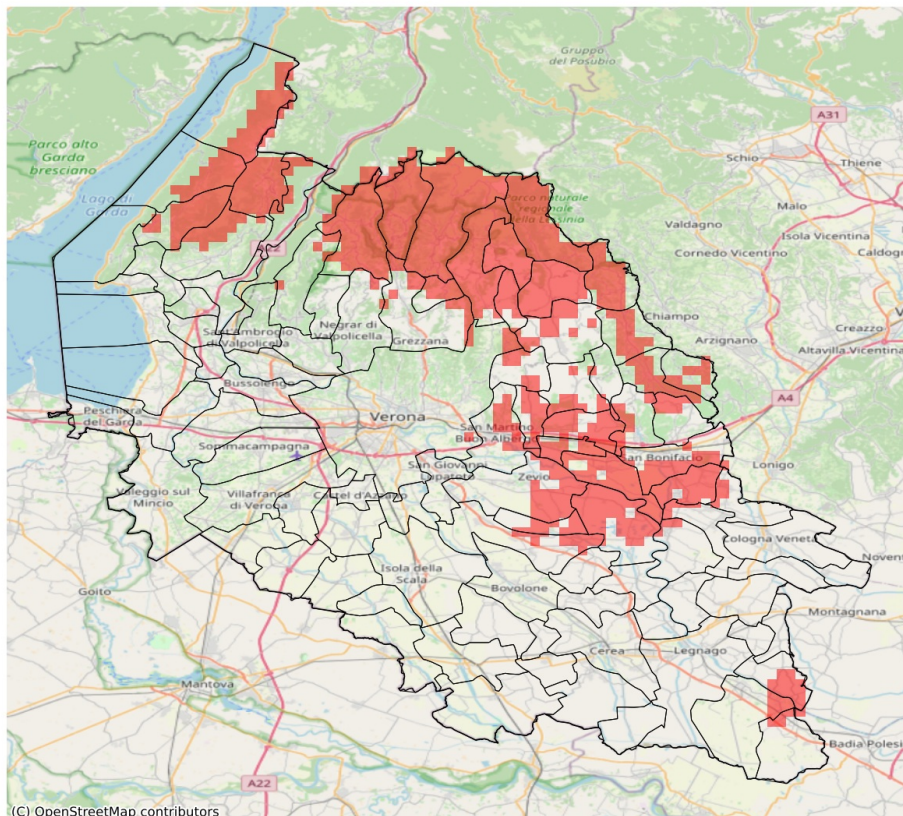 Gruppo
del Posubio
A31
Schio
Thiene
Parco alto
Garda
bresciano
Malo
Lago di
Garda
Parco naturale
regionale
della Lessinia
Valdagno
Isola Vicentina
Cornedo Vicentino
Caldogn
A22
Chiampo
Sant'Ambrogio
di Valpolicella
Negrar di
Valpolicella
Grezzana
Arzignano
Creazzo
Altavilla Vicentina
Bussolengo
A4
Peschiera
del Garda
Verona
San Martino
Buon Albergo
Sommacampagna
San Bonifacio
Lonigo
San Giovanni
Lupatoto
Zevio
Valeggio sul
Mincio
Villafranca
di Verona
Castel d'Azzano
Cologna Veneta
Novent
Isola della
Scala
Goito
Bovolone
Montagnana
Cerea
Legnago
Mantova
Badia Polesi
A22
(C) OpenStreetMap contributors